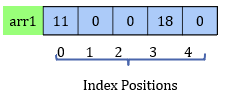 arr1 11 0 0 18 0
0 1 2 3 4
Index Positions